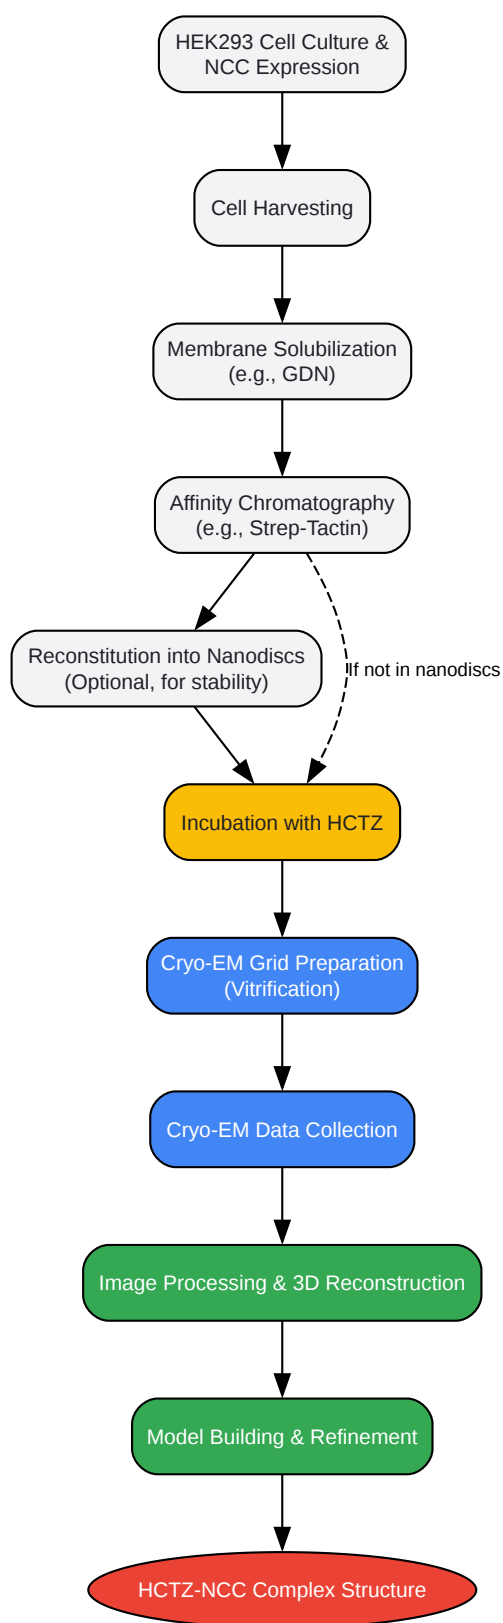 HEK293 Cell Culture &
NCC Expression
Cell Harvesting
Membrane Solubilization
(e.g., GDN)
Affinity Chromatography
(e.g., Strep-Tactin)
Reconstitution into Nanodiscs
(Optional, for stability)
If not in nanodiscs
Incubation with HCTZ
Cryo-EM Grid Preparation
(Vitrification)
Cryo-EM Data Collection
Image Processing & 3D Reconstruction
Model Building & Refinement
HCTZ-NCC Complex Structure